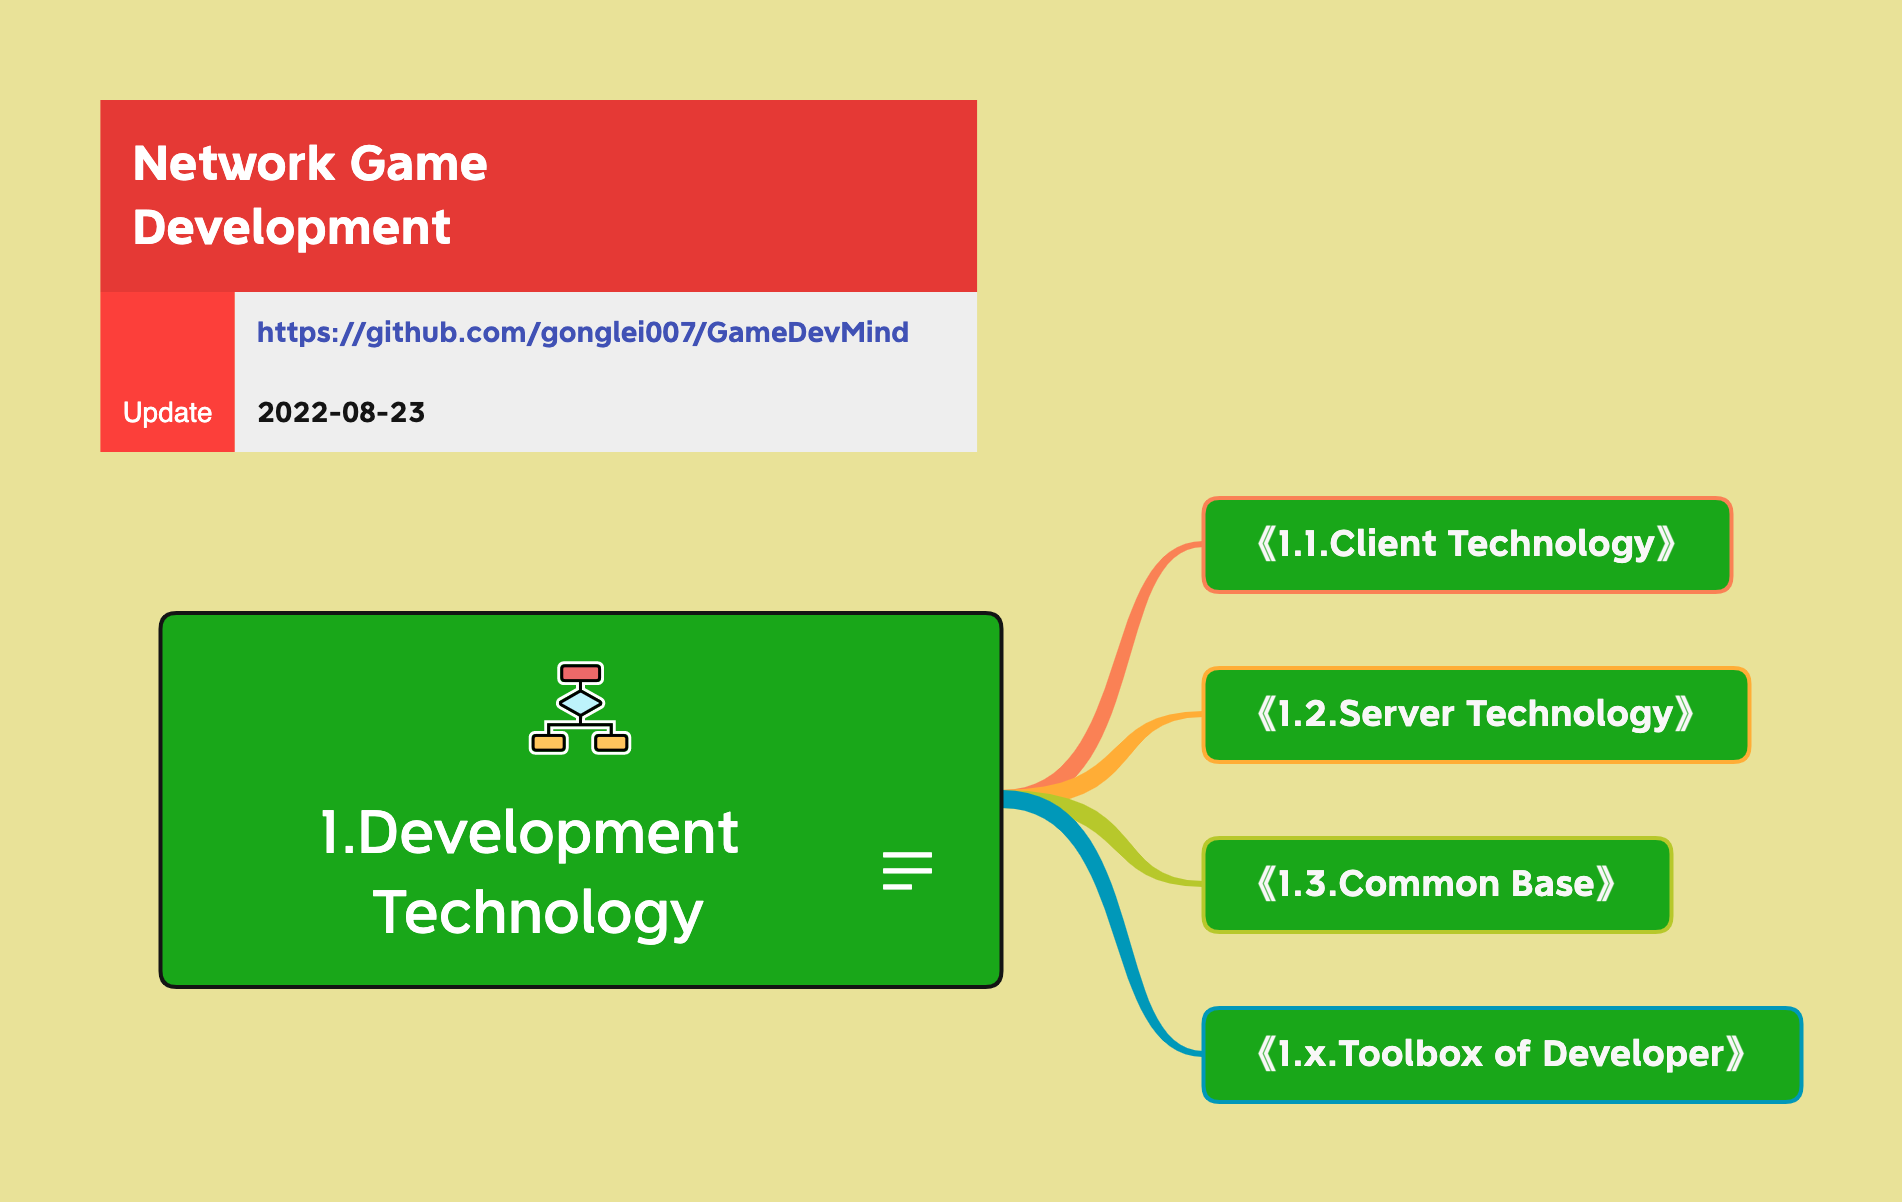 Network Game
Development
https://github.com/gonglei007/GameDevMind
Update 2022-08-23
1.Development
Technology
《1.1.Client Technology》
《1.2.Server Technology》
《1.3.Common Base》
《1.x.Toolbox of Developer》